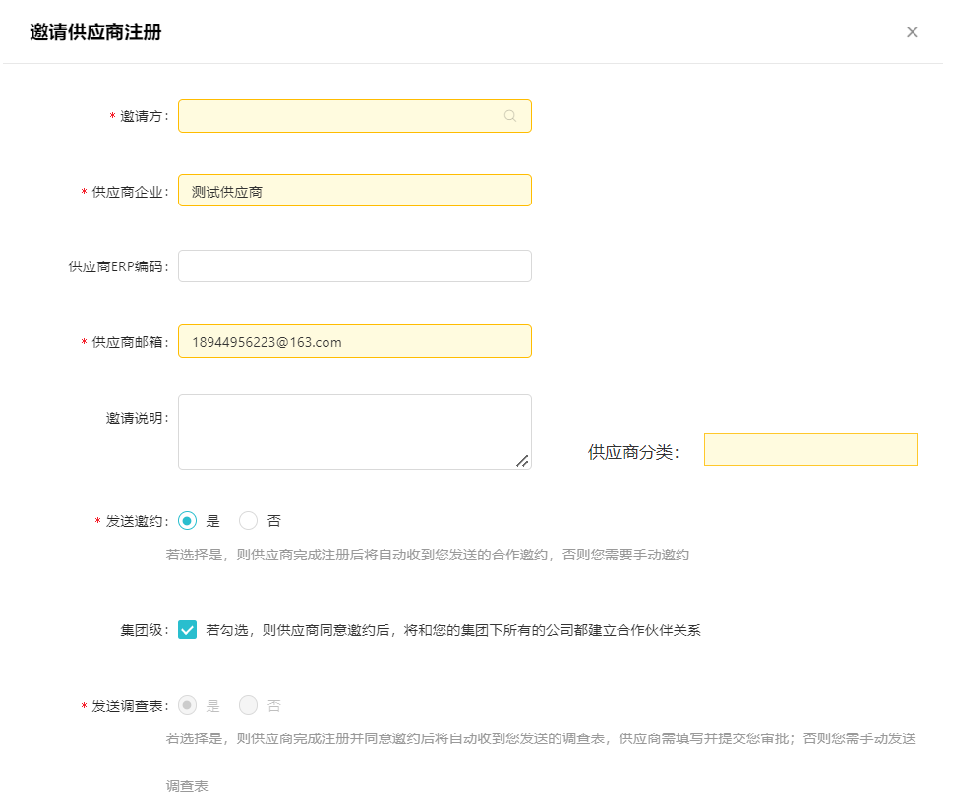 邀请供应商注册
* 邀请方：
* 供应商企业： 测试供应商
供应商ERP编码：
* 供应商邮箱： 18944956223@163.com
邀请说明：
供应商分类：
* 发送邀约： 是 否
若选择是，则供应商完成注册后将自动收到您发送的合作邀约，否则您需要手动邀约
集团级： 若勾选，则供应商同意邀约后，将和您的集团下所有的公司都建立合作伙伴关系
* 发送调查表： 是 否
若选择是，则供应商完成注册并同意邀约后将自动收到您发送的调查表，供应商需填写并提交您审批；否则您需手动发送
调查表